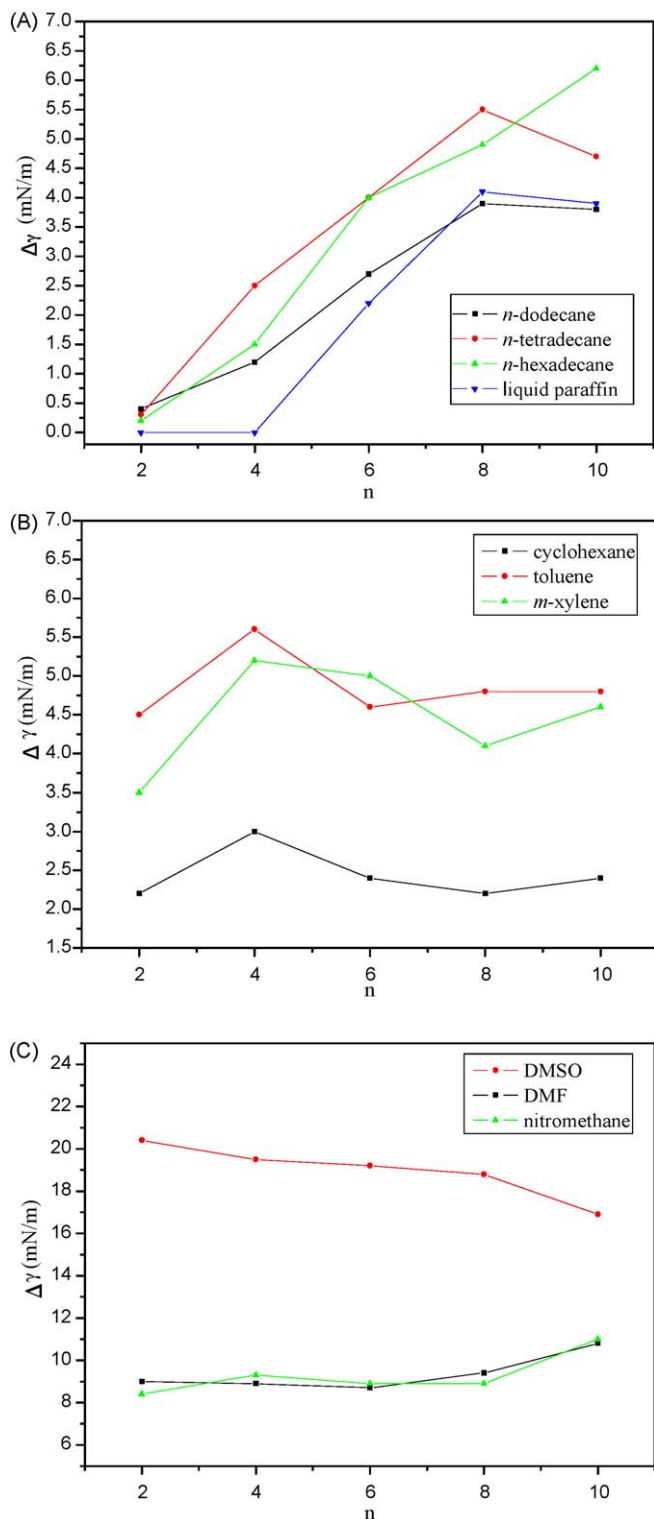 (A)
7.0
6.5
6.0
5.5
5.0
4.5
4.0
3.5
3.0
2.5
2.0
1.5
1.0
0.5
0.0
Δγ (mN/m)
n-dodecane
n-tetradecane
n-hexadecane
liquid paraffin
2 4 6 8 10
n
(B)
7.0
6.5
6.0
5.5
5.0
4.5
4.0
3.5
3.0
2.5
2.0
1.5
Δ γ (mN/m)
cyclohexane
toluene
m-xylene
2 4 6 8 10
n
(C)
24
22
20
18
16
14
12
10
8
6
Δ γ (mN/m)
DMSO
DMF
nitromethane
2 4 6 8 10
n